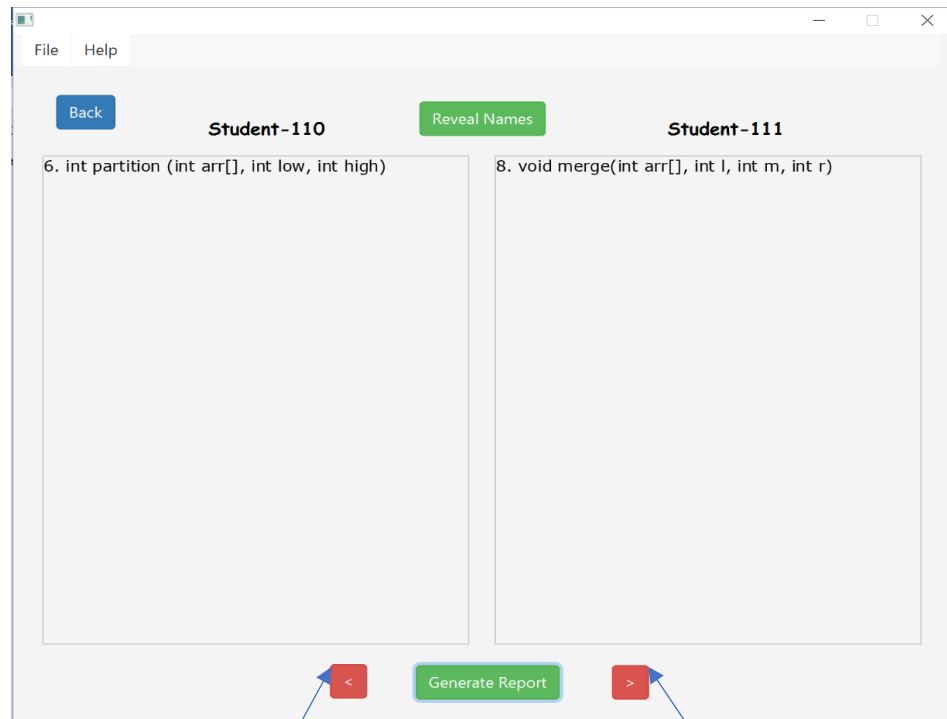 File Help
Back
Reveal Names
Student-110
Student-111
6. int partition (int arr[], int low, int high)
8. void merge(int arr[], int l, int m, int r)
<
Generate Report
>